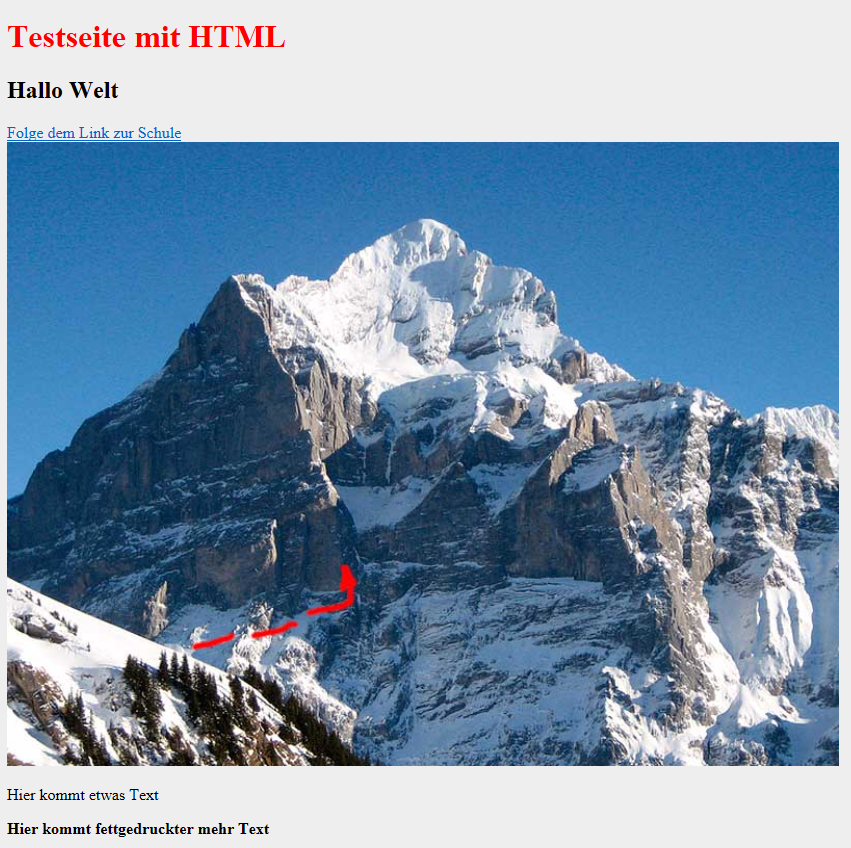 Testseite mit HTML
Hallo Welt
Folge dem Link zur Schule
Hier kommt etwas Text
Hier kommt fettgedruckter mehr Text